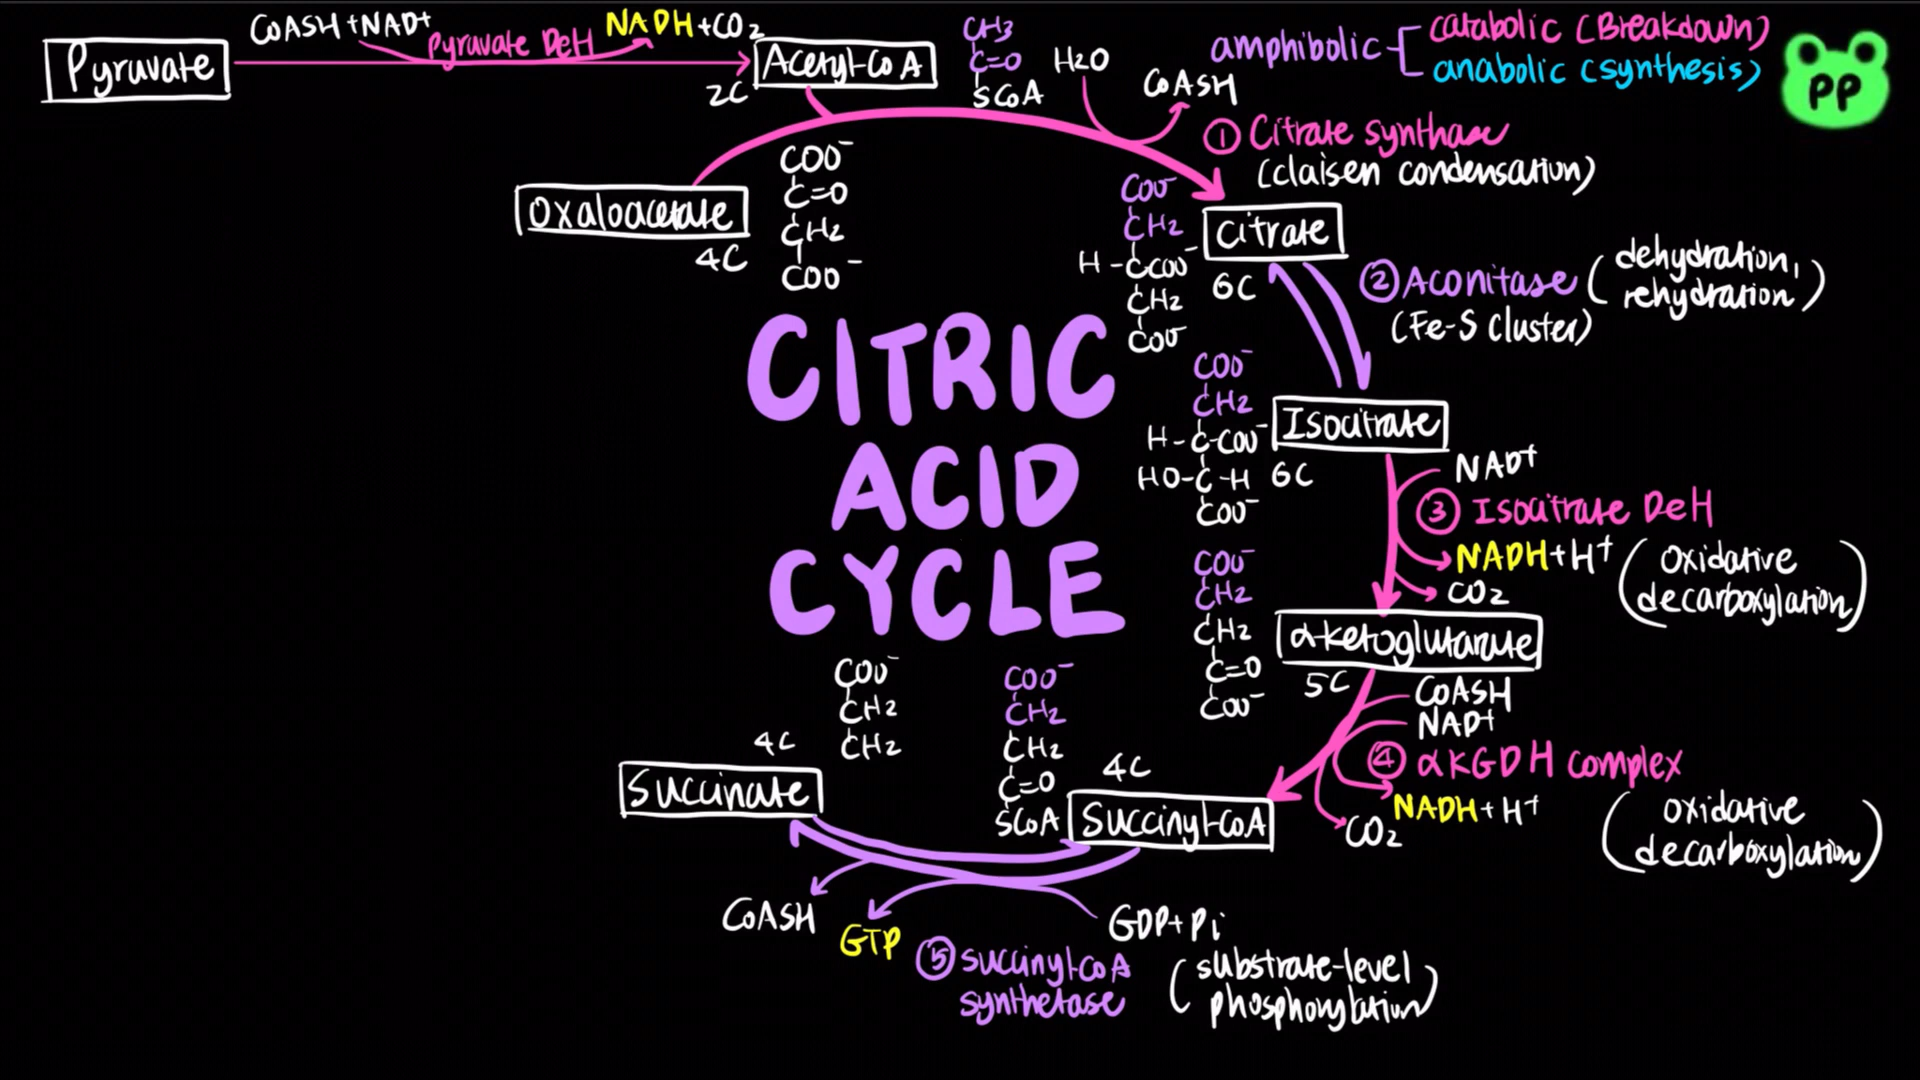 Pyruvate
CoASH + NAD+
Pyruvate DeH
NADH + CO2
Acetyl-CoA
2C
CH3
C=O
SCoA
H2O
CoASH
amphibolic
catabolic (Breakdown)
anabolic (synthesis)
PP
① Citrate synthase
(claisen condensation)
Oxaloacetate
4C
COO-
C=O
CH2
COO-
Citrate
6C
COO-
CH2
H-CCOO-
CH2
COO-
② Aconitase (dehydration, rehydration)
(Fe-S cluster)
Isocitrate
6C
COO-
CH2
H-C-COO-
HO-C-H
COO-
NAD+
③ Isocitrate DeH
NADH + H+
CO2
(oxidative
decarboxylation)
α-ketoglutarate
5C
COO-
CH2
CH2
C=O
COO-
CoASH
NAD+
④ αKGDH complex
NADH + H+
CO2
(oxidative
decarboxylation)
Succinyl-CoA
4C
COO-
CH2
CH2
C=O
SCoA
GDP + Pi
GTP
CoASH
⑤ succinyl-CoA
synthetase
(substrate-level
phosphorylation)
Succinate
4C
COO-
CH2
CH2
CITRIC
ACID
CYCLE